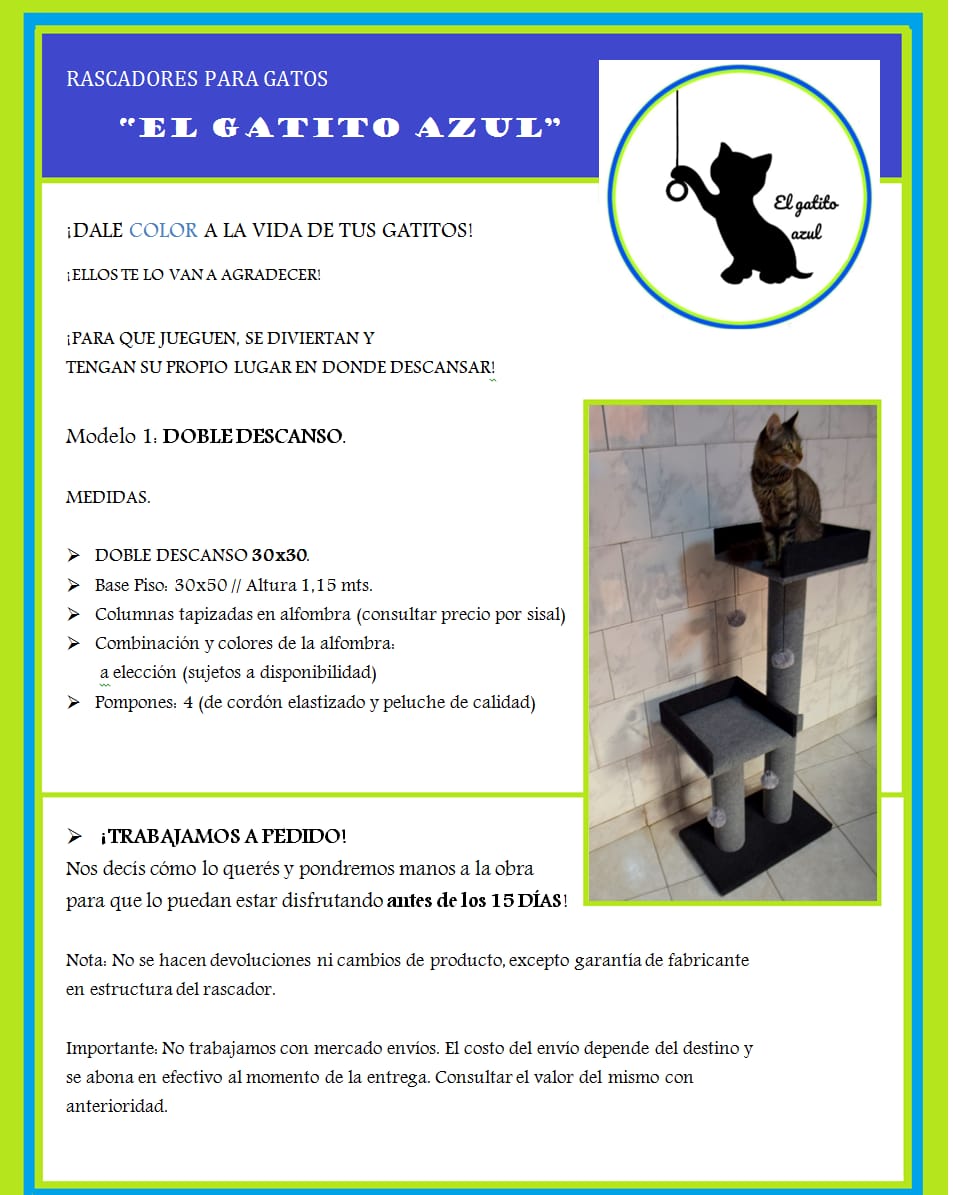 RASCADORES PARA GATOS
“EL GATITO AZUL”
El gatito
azul
¡DALE COLOR A LA VIDA DE TUS GATITOS!
¡ELLOS TE LO VAN A AGRADECER!
¡PARA QUE JUEGUEN, SE DIVIERTAN Y
TENGAN SU PROPIO LUGAR EN DONDE DESCANSAR!
Modelo 1: DOBLE DESCANSO.
MEDIDAS.
➢ DOBLE DESCANSO 30x30.
➢ Base Piso: 30x50 // Altura 1,15 mts.
➢ Columnas tapizadas en alfombra (consultar precio por sisal)
➢ Combinación y colores de la alfombra:
a elección (sujetos a disponibilidad)
➢ Pompones: 4 (de cordón elastizado y peluche de calidad)
➢ ¡TRABAJAMOS A PEDIDO!
Nos decís cómo lo querés y pondremos manos a la obra
para que lo puedan estar disfrutando antes de los 15 DÍAS!
Nota: No se hacen devoluciones ni cambios de producto, excepto garantía de fabricante
en estructura del rascador.
Importante: No trabajamos con mercado envíos. El costo del envío depende del destino y
se abona en efectivo al momento de la entrega. Consultar el valor del mismo con
anterioridad.